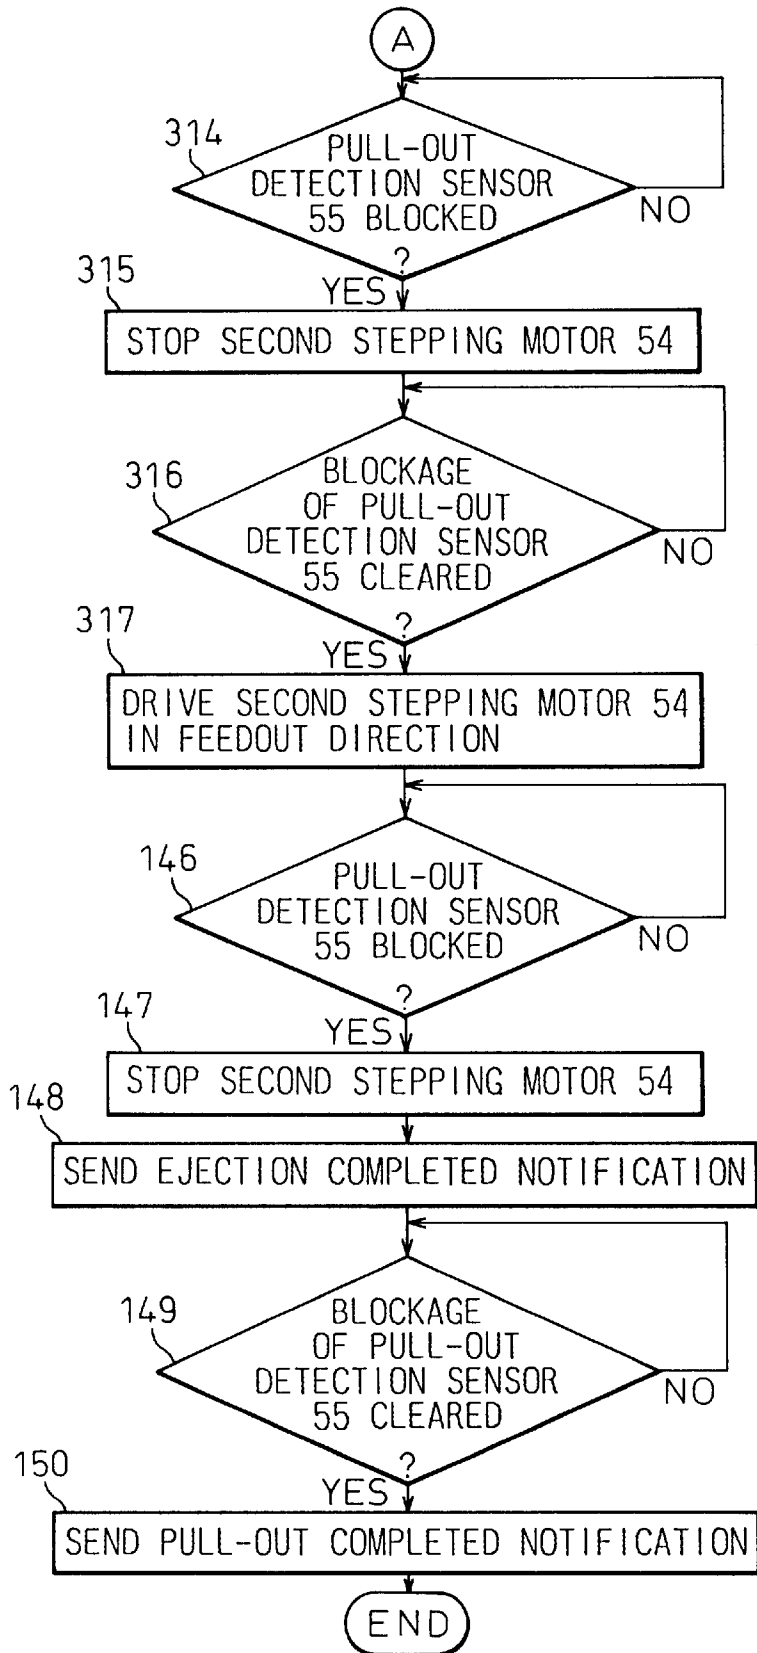 A
314
PULL-OUT
DETECTION SENSOR
55 BLOCKED
?
NO
YES
315
STOP SECOND STEPPING MOTOR 54
316
BLOCKAGE
OF PULL-OUT
DETECTION SENSOR
55 CLEARED
?
NO
YES
317
DRIVE SECOND STEPPING MOTOR 54
IN FEEDOUT DIRECTION
146
PULL-OUT
DETECTION SENSOR
55 BLOCKED
?
NO
YES
147
STOP SECOND STEPPING MOTOR 54
148
SEND EJECTION COMPLETED NOTIFICATION
149
BLOCKAGE
OF PULL-OUT
DETECTION SENSOR
55 CLEARED
?
NO
YES
150
SEND PULL-OUT COMPLETED NOTIFICATION
END